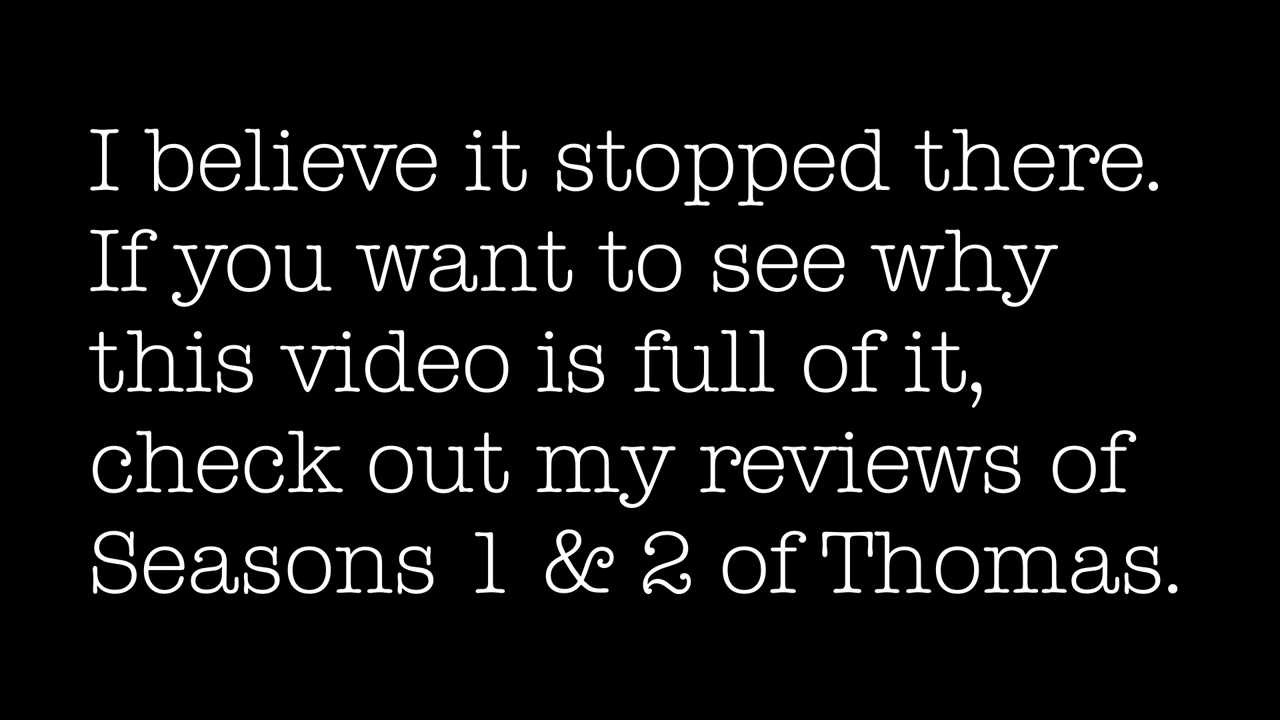 I believe it stopped there.
If you want to see why
this video is full of it,
check out my reviews of
Seasons 1 & 2 of Thomas.